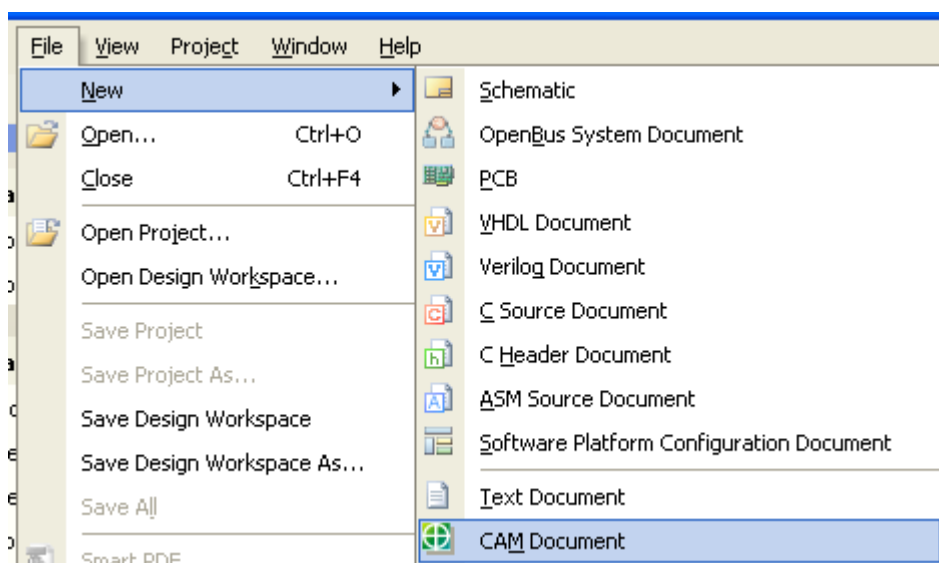 File View Project Window Help
New
Open... Ctrl+O
Close Ctrl+F4
Open Project...
Open Design Workspace...
Save Project
Save Project As...
Save Design Workspace
Save Design Workspace As...
Save All
Smart PDF
Schematic
OpenBus System Document
PCB
VHDL Document
Verilog Document
C Source Document
C Header Document
ASM Source Document
Software Platform Configuration Document
Text Document
CAM Document